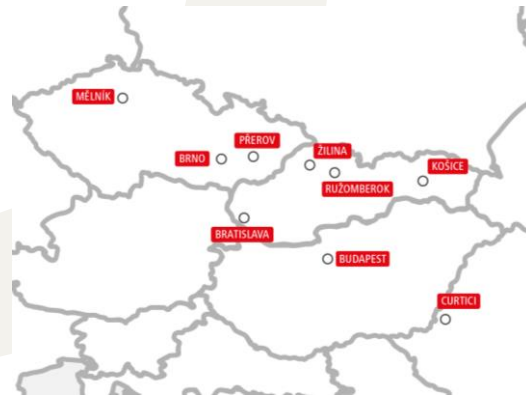 MĚLNÍK
PŘEROV
BRNO
ŽILINA
KOŠICE
RUŽOMBEROK
BRATISLAVA
BUDAPEST
CURTICI